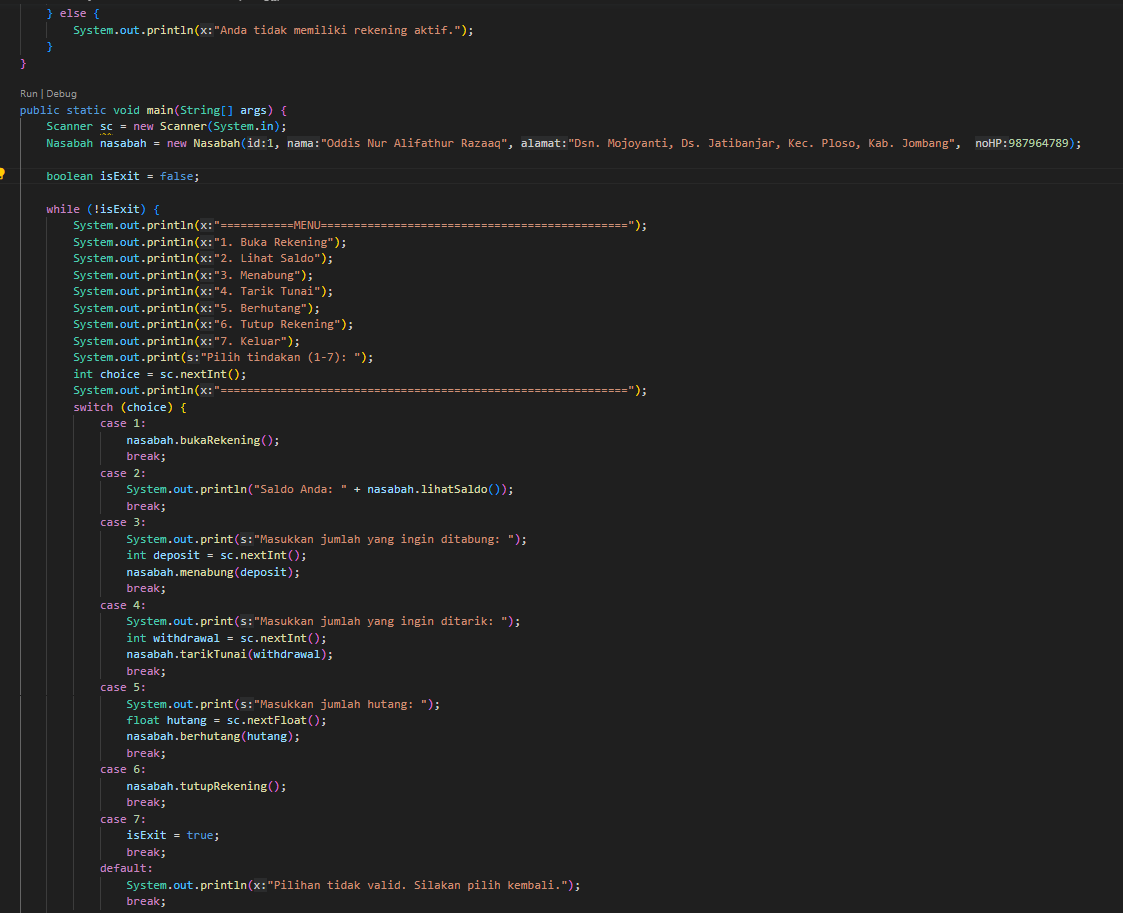 } else {
System.out.println(x:"Anda tidak memiliki rekening aktif.");
}
}
Run | Debug
public static void main(String[] args) {
Scanner sc = new Scanner(System.in);
Nasabah nasabah = new Nasabah(id:1, nama:"Oddis Nur Alifathur Razaaq", alamat:"Dsn. Mojoyanti, Ds. Jatibanjar, Kec. Ploso, Kab. Jombang", noHP:987964789);
boolean isExit = false;
while (!isExit) {
System.out.println(x:"===========MENU==============================================");
System.out.println(x:"1. Buka Rekening");
System.out.println(x:"2. Lihat Saldo");
System.out.println(x:"3. Menabung");
System.out.println(x:"4. Tarik Tunai");
System.out.println(x:"5. Berhutang");
System.out.println(x:"6. Tutup Rekening");
System.out.println(x:"7. Keluar");
System.out.print(s:"Pilih tindakan (1-7): ");
int choice = sc.nextInt();
System.out.println(x:"=============================================================");
switch (choice) {
case 1:
nasabah.bukaRekening();
break;
case 2:
System.out.println("Saldo Anda: " + nasabah.lihatSaldo());
break;
case 3:
System.out.print(s:"Masukkan jumlah yang ingin ditabung: ");
int deposit = sc.nextInt();
nasabah.menabung(deposit);
break;
case 4:
System.out.print(s:"Masukkan jumlah yang ingin ditarik: ");
int withdrawal = sc.nextInt();
nasabah.tarikTunai(withdrawal);
break;
case 5:
System.out.print(s:"Masukkan jumlah hutang: ");
float hutang = sc.nextFloat();
nasabah.berhutang(hutang);
break;
case 6:
nasabah.tutupRekening();
break;
case 7:
isExit = true;
break;
default:
System.out.println(x:"Pilihan tidak valid. Silakan pilih kembali.");
break;